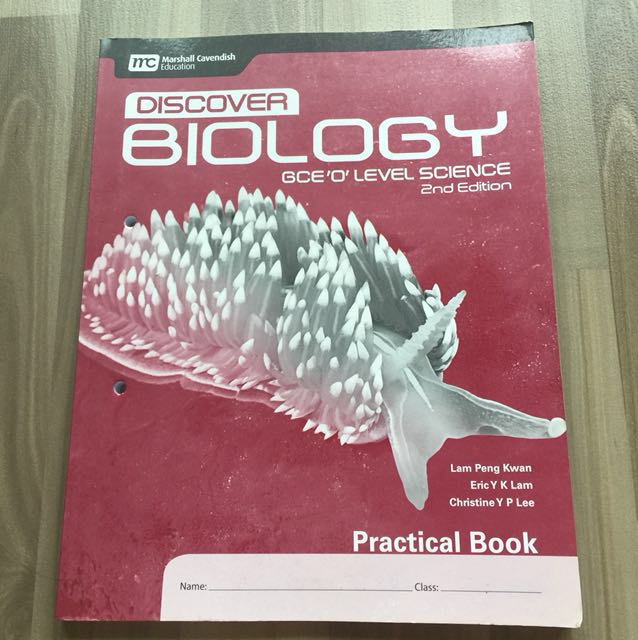 mc Marshall Cavendish
Education
DISCOVER
BIOLOGY
GCE 'O' LEVEL SCIENCE
2nd Edition
Lam Peng Kwan
Eric Y K Lam
Christine Y P Lee
Practical Book
Name: Class: